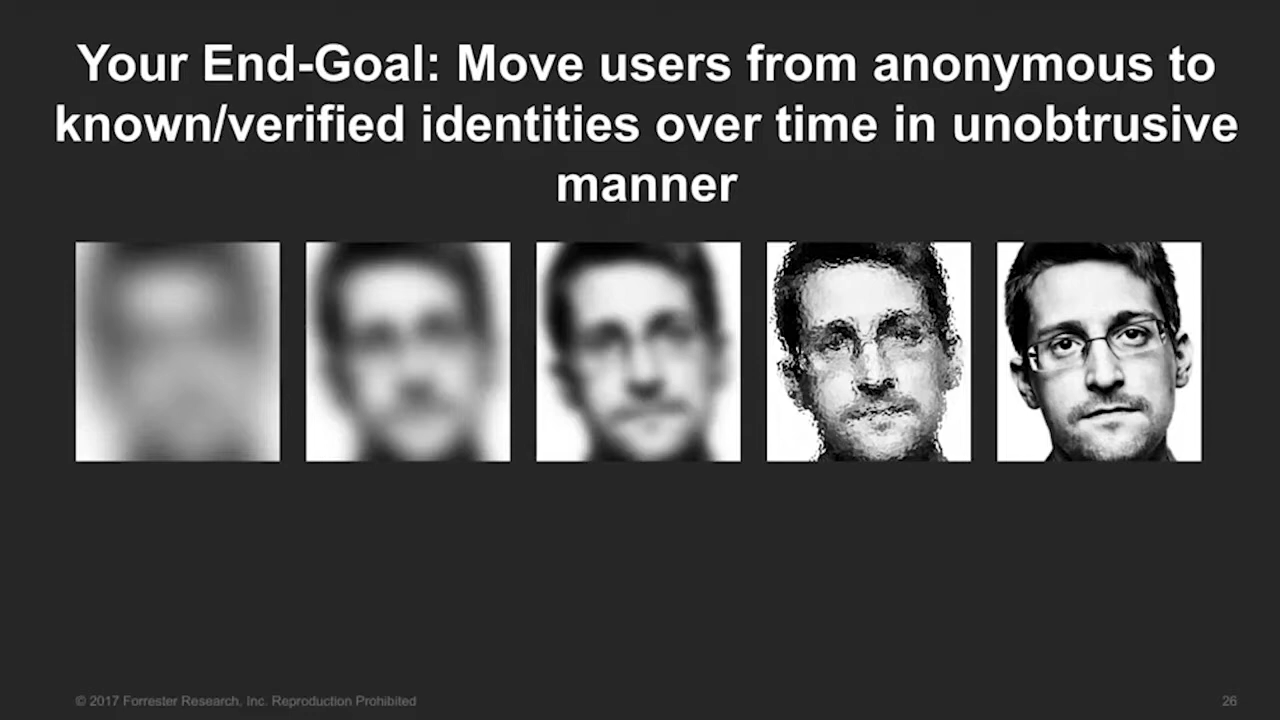 Your End-Goal: Move users from anonymous to
known/verified identities over time in unobtrusive
manner
© 2017 Forrester Research, Inc. Reproduction Prohibited
26